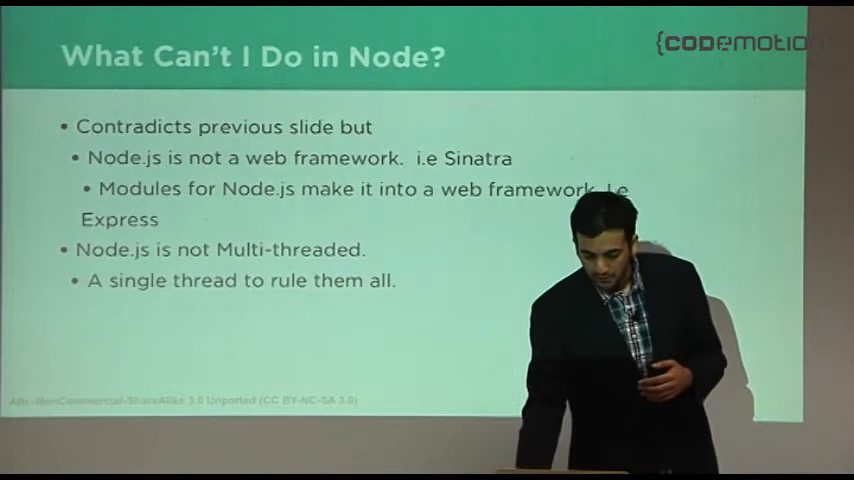 What Can't I Do in Node?
{CODEmotion}
• Contradicts previous slide but
• Node.js is not a web framework. i.e Sinatra
• Modules for Node.js make it into a web framework. i.e
Express
• Node.js is not Multi-threaded.
• A single thread to rule them all.
Attr.-NonCommercial-ShareAlike 3.0 Unported (CC BY-NC-SA 3.0)